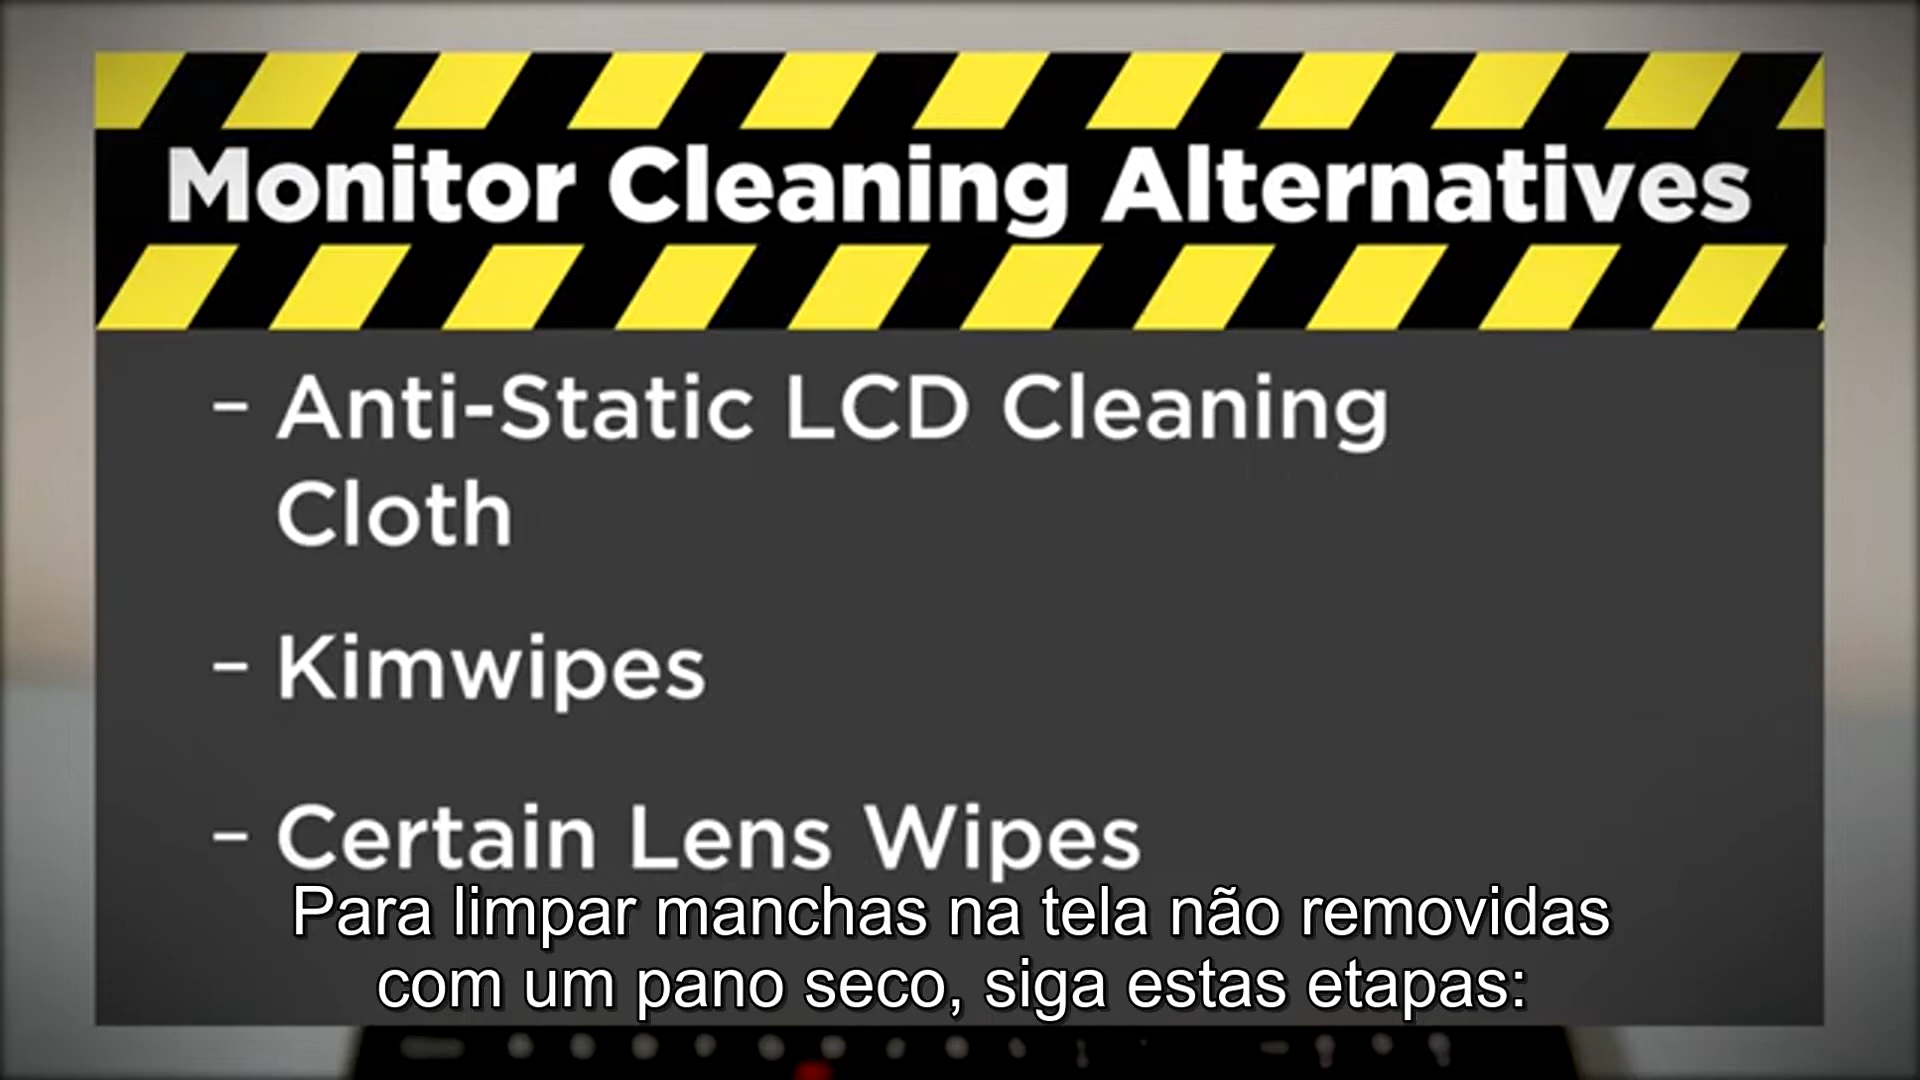 Monitor Cleaning Alternatives
– Anti-Static LCD Cleaning
Cloth
– Kimwipes
– Certain Lens Wipes
Para limpar manchas na tela não removidas
com um pano seco, siga estas etapas: